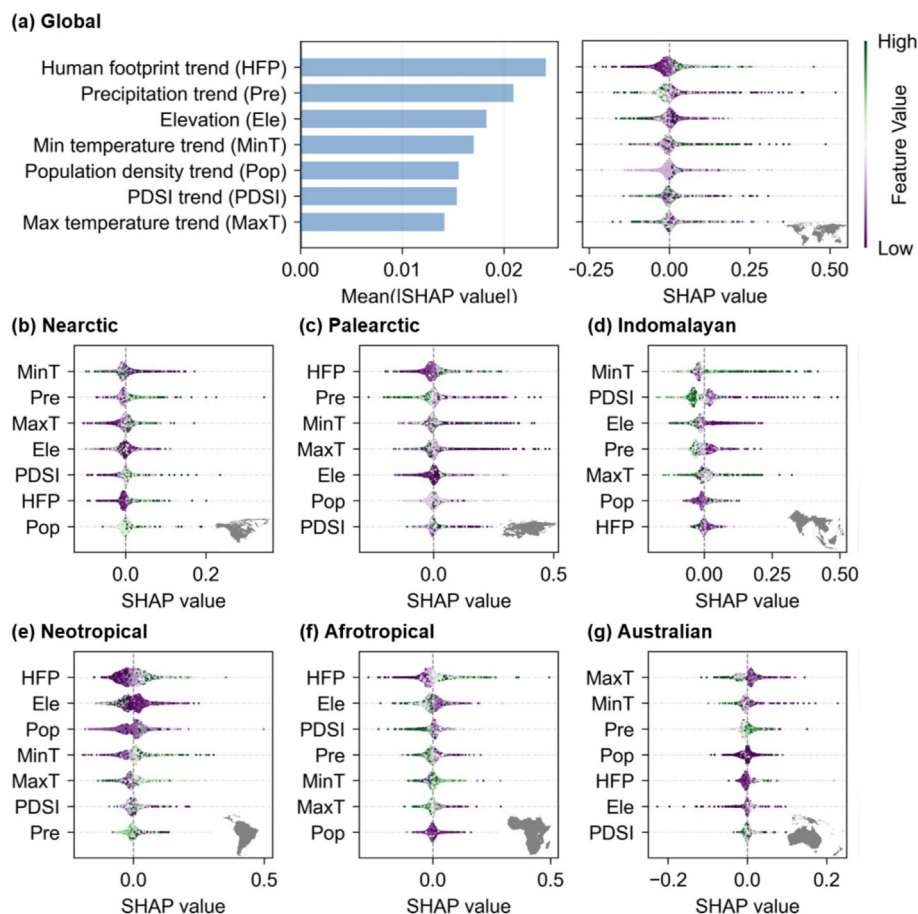 (a) Global
Human footprint trend (HFP)
Precipitation trend (Pre)
Elevation (Ele)
Min temperature trend (MinT)
Population density trend (Pop)
PDSI trend (PDSI)
Max temperature trend (MaxT)
0.00 0.01 0.02
Mean(|SHAP value|)
−0.25 0.00 0.25 0.50
SHAP value
High
Feature Value
Low
(b) Nearctic
MinT
Pre
MaxT
Ele
PDSI
HFP
Pop
0.0 0.2
SHAP value
(c) Palearctic
HFP
Pre
MinT
MaxT
Ele
Pop
PDSI
0.0 0.5
SHAP value
(d) Indomalayan
MinT
PDSI
Ele
Pre
MaxT
Pop
HFP
0.00 0.25 0.50
SHAP value
(e) Neotropical
HFP
Ele
Pop
MinT
MaxT
PDSI
Pre
0.0 0.5
SHAP value
(f) Afrotropical
HFP
Ele
PDSI
Pre
MinT
MaxT
Pop
0.0 0.5
SHAP value
(g) Australian
MaxT
MinT
Pre
Pop
HFP
Ele
PDSI
−0.2 0.0 0.2
SHAP value